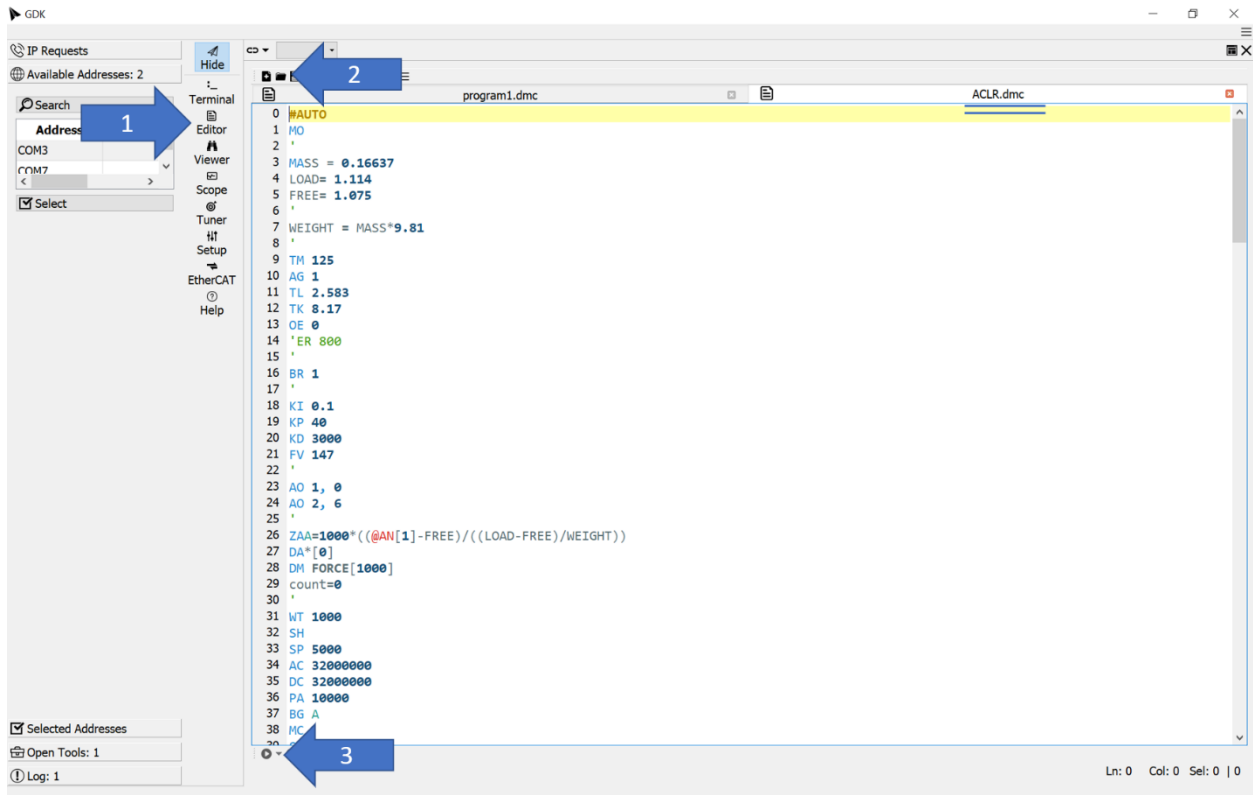 GDK
IP Requests
Available Addresses: 2
Search
Address
COM3
COM7
Select
Selected Addresses
Open Tools: 1
Log: 1
Hide
Terminal
Editor
Viewer
Scope
Tuner
Setup
EtherCAT
Help
1
2
3
program1.dmc
ACLR.dmc
0 #AUTO
1 MO
2 '
3 MASS = 0.16637
4 LOAD= 1.114
5 FREE= 1.075
6 '
7 WEIGHT = MASS*9.81
8 '
9 TM 125
10 AG 1
11 TL 2.583
12 TK 8.17
13 OE 0
14 'ER 800
15 '
16 BR 1
17 '
18 KI 0.1
19 KP 40
20 KD 3000
21 FV 147
22 '
23 AO 1, 0
24 AO 2, 6
25 '
26 ZAA=1000*((@AN[1]-FREE)/((LOAD-FREE)/WEIGHT))
27 DA*[0]
28 DM FORCE[1000]
29 count=0
30 '
31 WT 1000
32 SH
33 SP 5000
34 AC 32000000
35 DC 32000000
36 PA 10000
37 BG A
38 MC
Ln: 0 Col: 0 Sel: 0 | 0